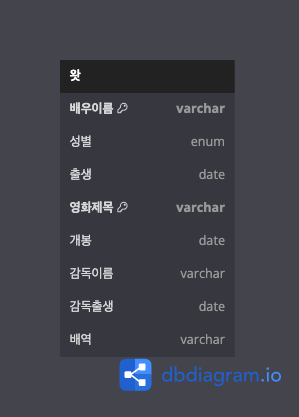 왓
배우이름 varchar
성별 enum
출생 date
영화제목 varchar
개봉 date
감독이름 varchar
감독출생 date
배역 varchar
dbdiagram.io